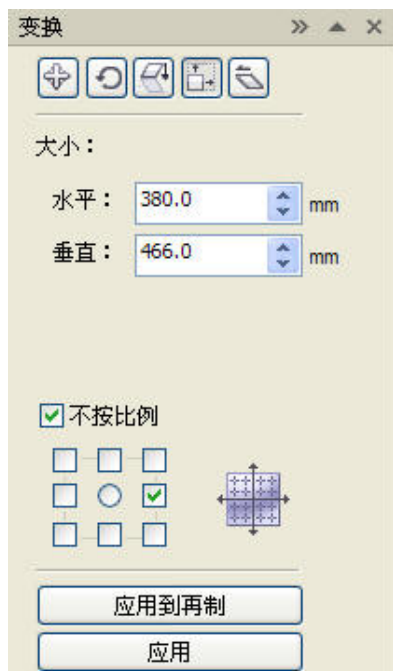 变换
大小：
水平： 380.0 mm
垂直： 466.0 mm
不按比例
应用到再制
应用